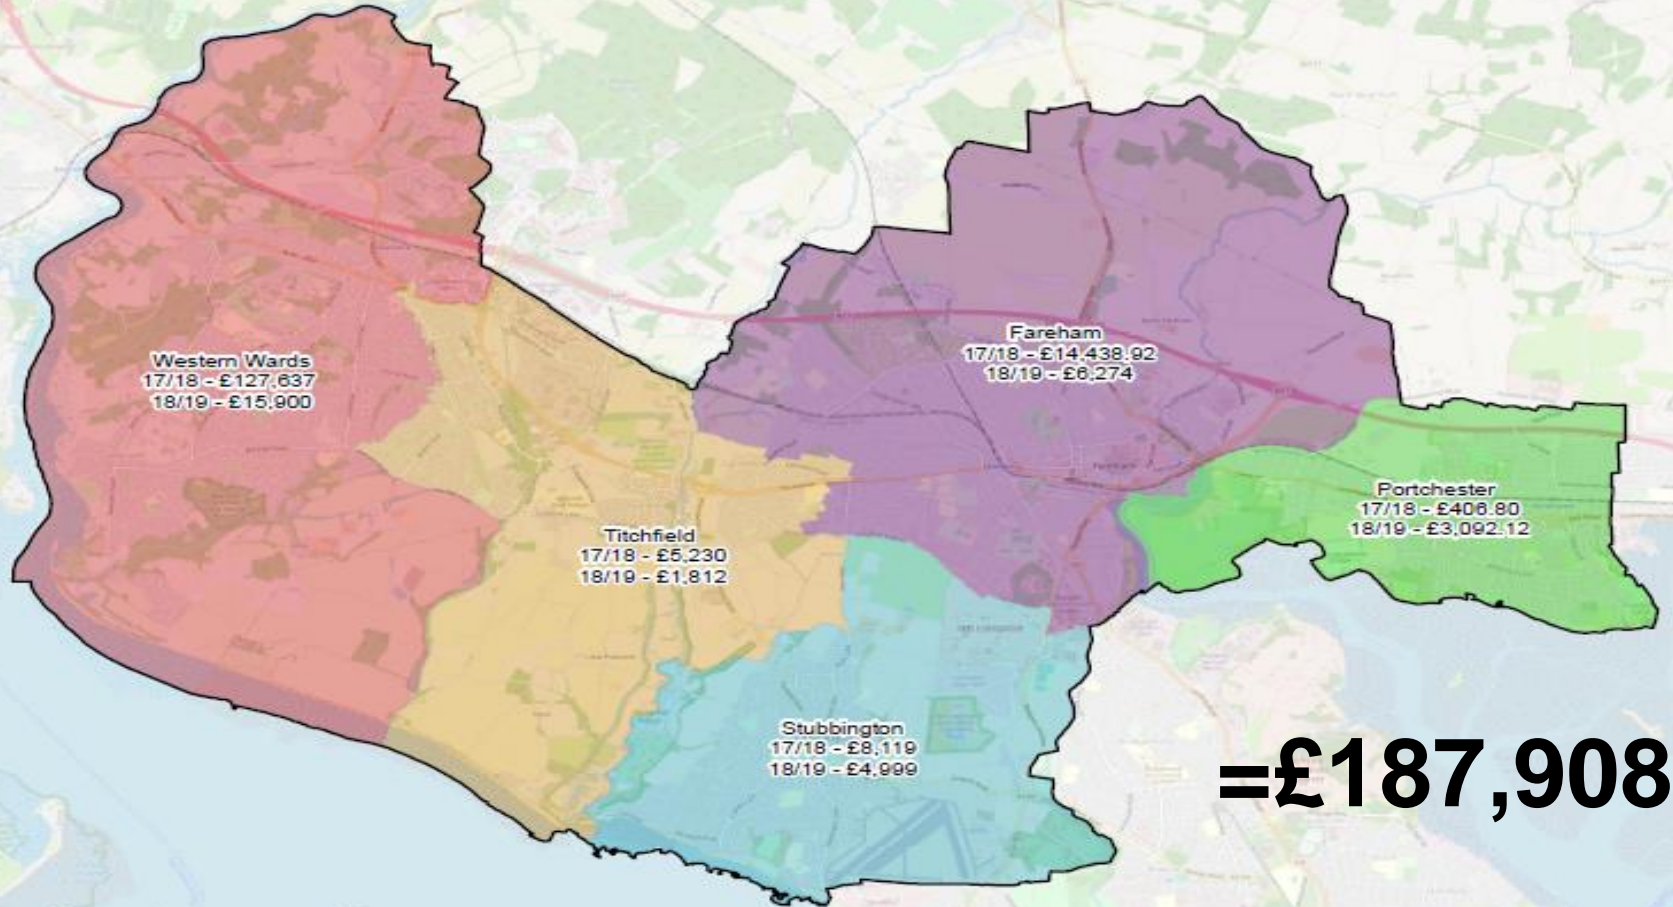 Western Wards
17/18 - £127,637
18/19 - £15,900
Fareham
17/18 - £14,438.92
18/19 - £6,274
Portchester
17/18 - £406.80
18/19 - £3,092.12
Titchfield
17/18 - £5,230
18/19 - £1,812
Stubbington
17/18 - £8,119
18/19 - £4,999
=£187,908